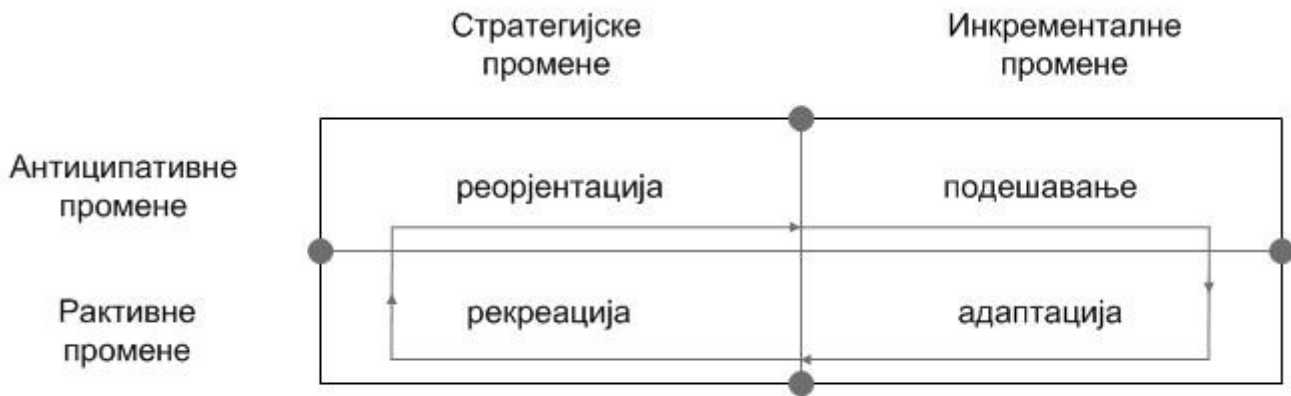 Стратегијске
промене
Инкременталне
промене
Антиципативне
промене
реорјентација
подешавање
Рактивне
промене
рекреација
адаптација